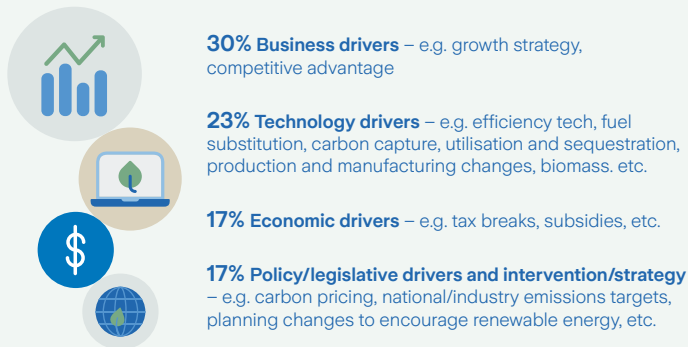 30% Business drivers – e.g. growth strategy,
competitive advantage
23% Technology drivers – e.g. efficiency tech, fuel
substitution, carbon capture, utilisation and sequestration,
production and manufacturing changes, biomass. etc.
17% Economic drivers – e.g. tax breaks, subsidies, etc.
17% Policy/legislative drivers and intervention/strategy
– e.g. carbon pricing, national/industry emissions targets,
planning changes to encourage renewable energy, etc.